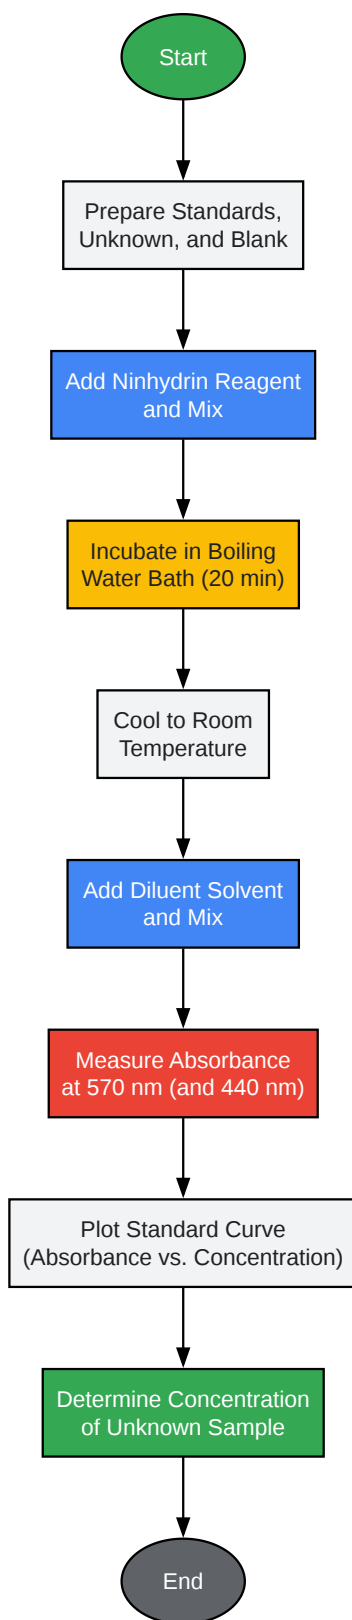 Start
Prepare Standards,
Unknown, and Blank
Add Ninhydrin Reagent
and Mix
Incubate in Boiling
Water Bath (20 min)
Cool to Room
Temperature
Add Diluent Solvent
and Mix
Measure Absorbance
at 570 nm (and 440 nm)
Plot Standard Curve
(Absorbance vs. Concentration)
Determine Concentration
of Unknown Sample
End